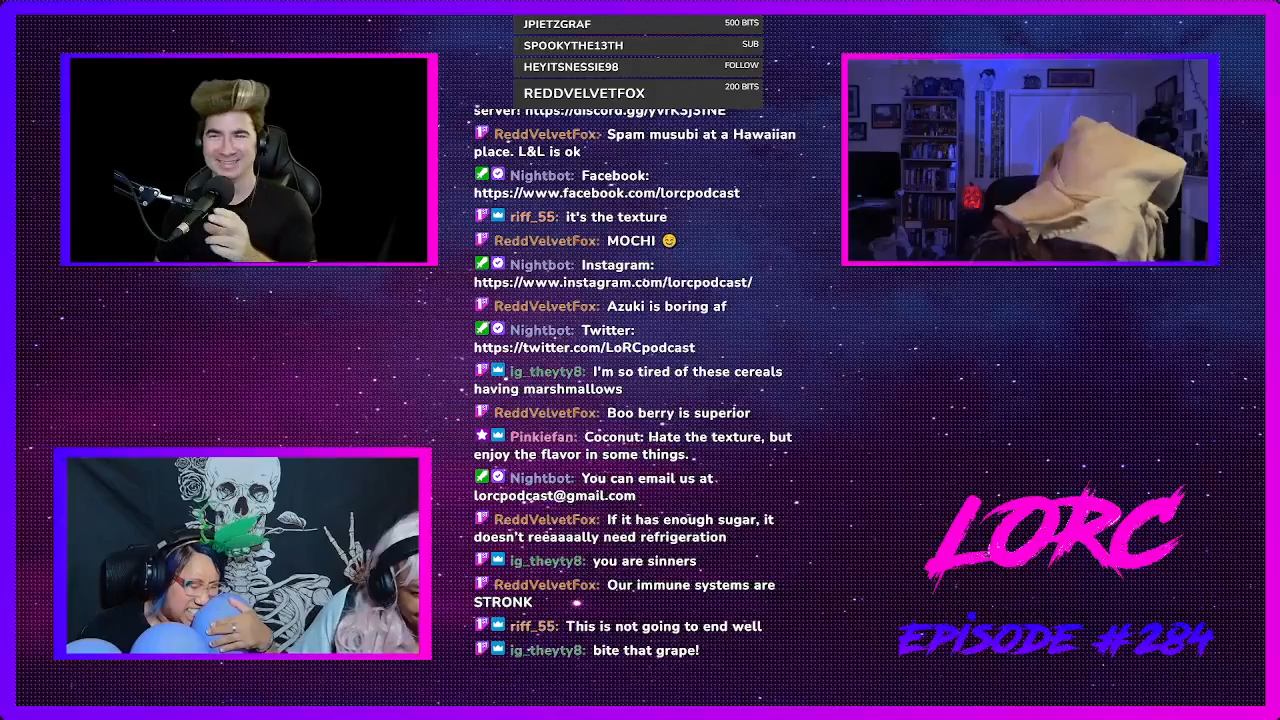 JPIETZGRAF 500 BITS
SPOOKYTHE13TH SUB
HEYITSNESSIE98 FOLLOW
REDDVELVETFOX 200 BITS
ReddVelvetFox: Spam musubi at a Hawaiian
place. L&L is ok
Nightbot: Facebook:
https://www.facebook.com/lorcpodcast
riff_55: it's the texture
ReddVelvetFox: MOCHI 😊
Nightbot: Instagram:
https://www.instagram.com/lorcpodcast/
ReddVelvetFox: Azuki is boring af
Nightbot: Twitter:
https://twitter.com/LoRCpodcast
ig_theyty8: I'm so tired of these cereals
having marshmallows
ReddVelvetFox: Boo berry is superior
Pinkiefan: Coconut: Hate the texture, but
enjoy the flavor in some things.
Nightbot: You can email us at
lorcpodcast@gmail.com
ReddVelvetFox: If it has enough sugar, it
doesn't reeaaaally need refrigeration
ig_theyty8: you are sinners
ReddVelvetFox: Our immune systems are
STRONK
riff_55: This is not going to end well
ig_theyty8: bite that grape!
LORC
EPISODE #284